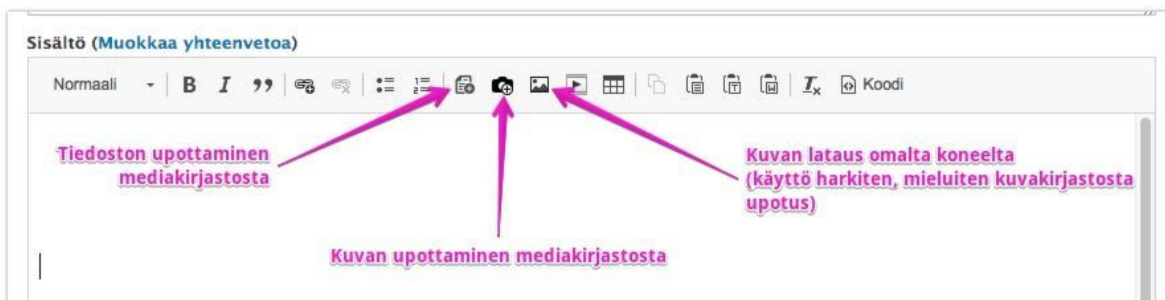 Sisältö (Muokkaa yhteenvetoa)
Normaali B I Koodi
Tiedoston upottaminen
mediakirjastosta
Kuvan lataus omalta koneelta
(käyttö harkiten, mieluiten kuvakirjastosta
upotus)
Kuvan upottaminen mediakirjastosta